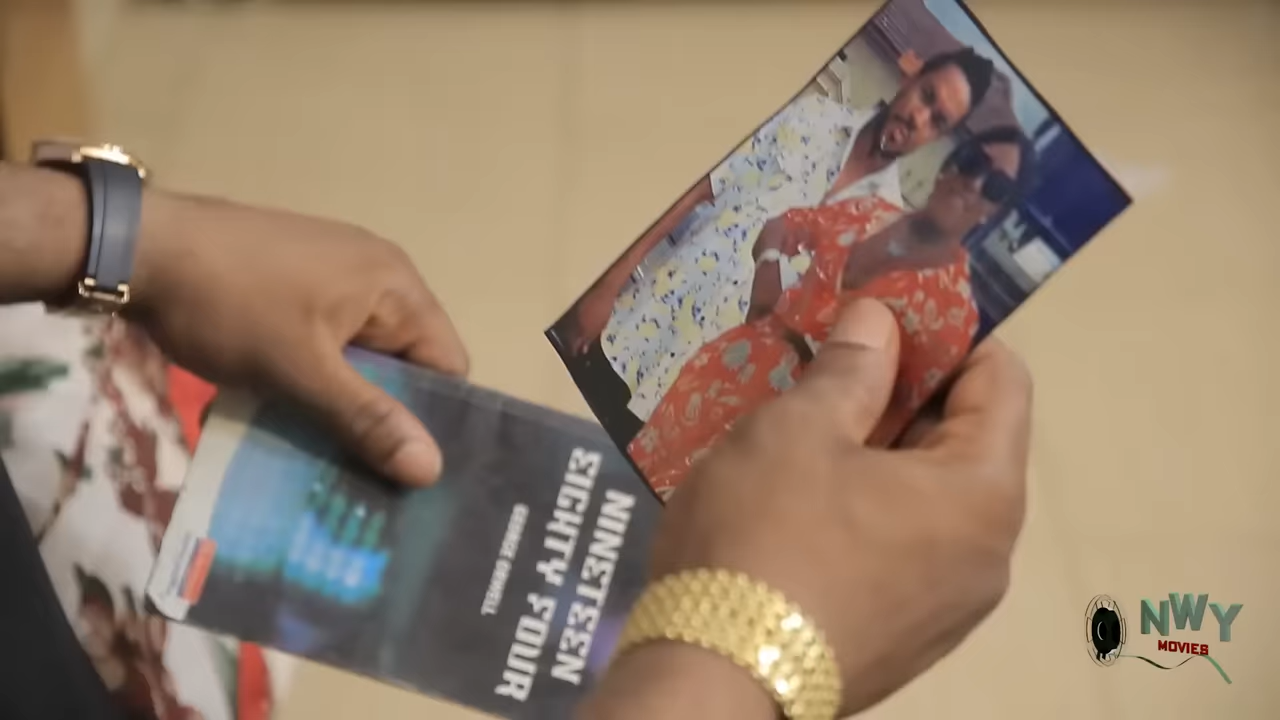 NINETEEN
EIGHTY FOUR
GEORGE ORWELL
NWY
MOVIES